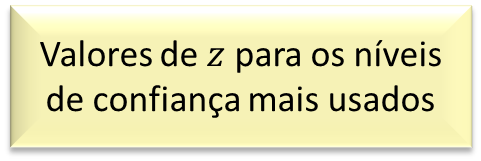 Valores de z para os níveis
de confiança mais usados